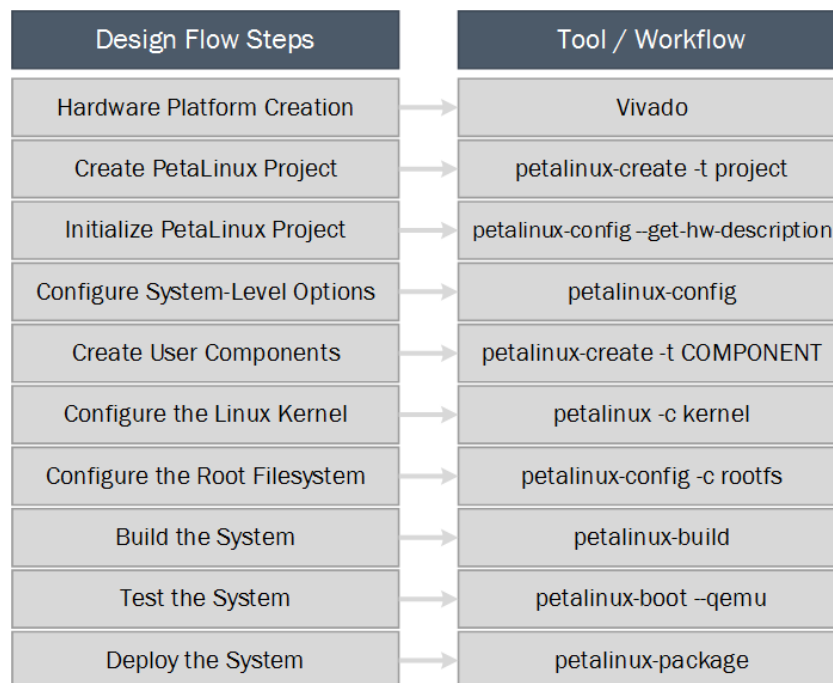 Design Flow Steps
Tool / Workflow
Hardware Platform Creation
Vivado
Create PetaLinux Project
petalinux-create -t project
Initialize PetaLinux Project
petalinux-config --get-hw-description
Configure System-Level Options
petalinux-config
Create User Components
petalinux-create -t COMPONENT
Configure the Linux Kernel
petalinux -c kernel
Configure the Root Filesystem
petalinux-config -c rootfs
Build the System
petalinux-build
Test the System
petalinux-boot --qemu
Deploy the System
petalinux-package